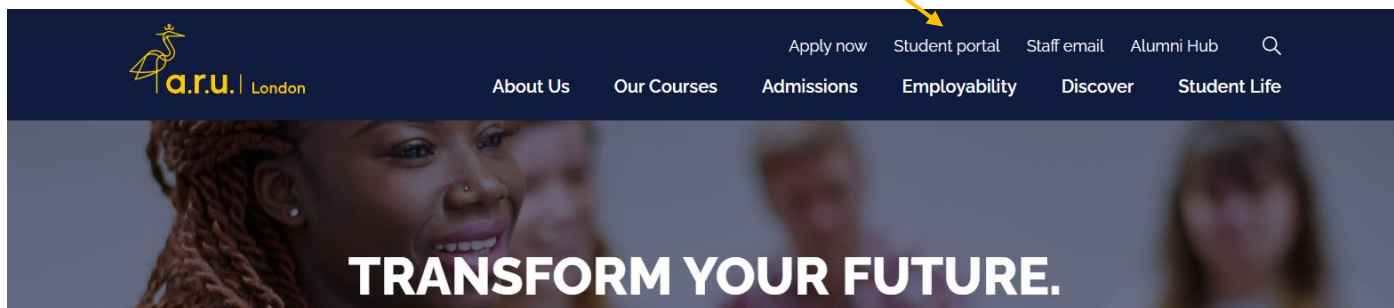 Apply now Student portal Staff email Alumni Hub
a.r.u. London
About Us Our Courses Admissions Employability Discover Student Life
TRANSFORM YOUR FUTURE.